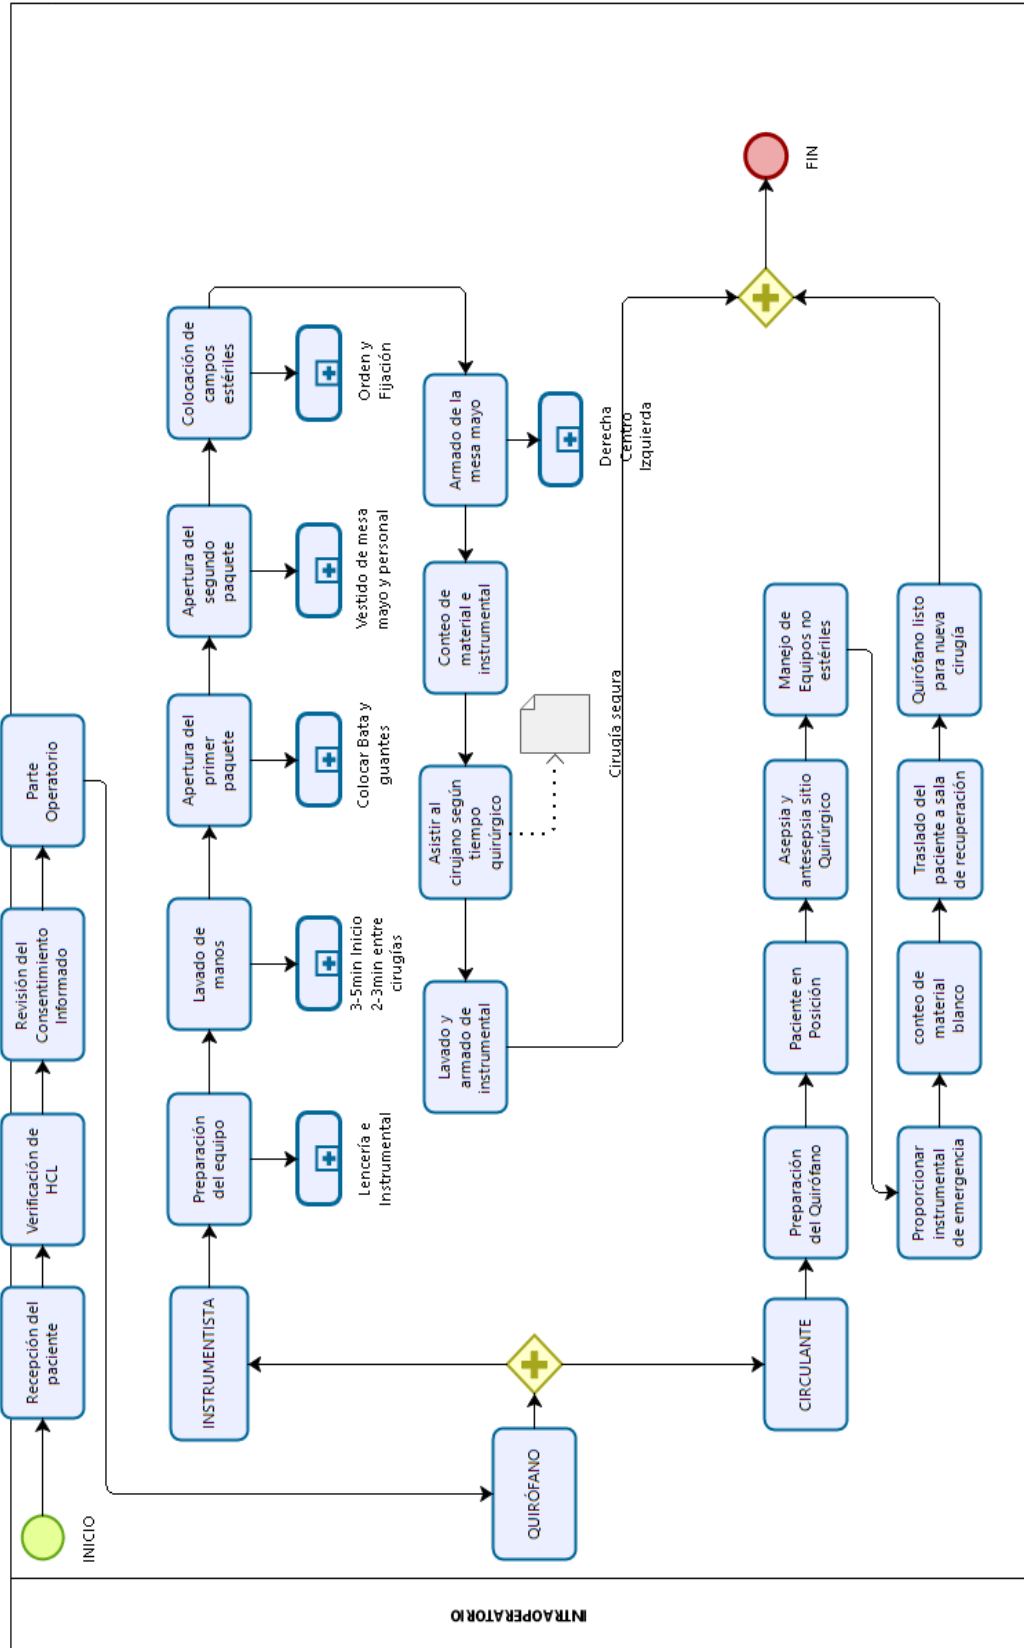 INTRAOPERATORIO
INICIO
Recepción del
paciente
Verificación de
HCL
Revisión del
Consentimiento
Informado
Parte
Operatorio
QUIRÓFANO
INSTRUMENTISTA
Preparación
del equipo
Lencería e
Instrumental
Lavado de
manos
3-5min Inicio
2-3min entre
cirugías
Apertura del
primer
paquete
Colocar Bata y
guantes
Apertura del
segundo
paquete
Vestido de mesa
mayo y personal
Colocación de
campos
estériles
Orden y
Fijación
Armado de la
mesa mayo
Derecha
Centro
Izquierda
Conteo de
material e
instrumental
Asistir al
cirujano según
tiempo
quirúrgico
Cirugía segura
Lavado y
armado de
instrumental
CIRCULANTE
Preparación
del Quirófano
Paciente en
Posición
Asepsia y
antesepsia sitio
Quirúrgico
Manejo de
Equipos no
estériles
Proporcionar
instrumental
de emergencia
conteo de
material
blanco
Traslado del
paciente a sala
de recuperación
Quirófano listo
para nueva
cirugía
FIN